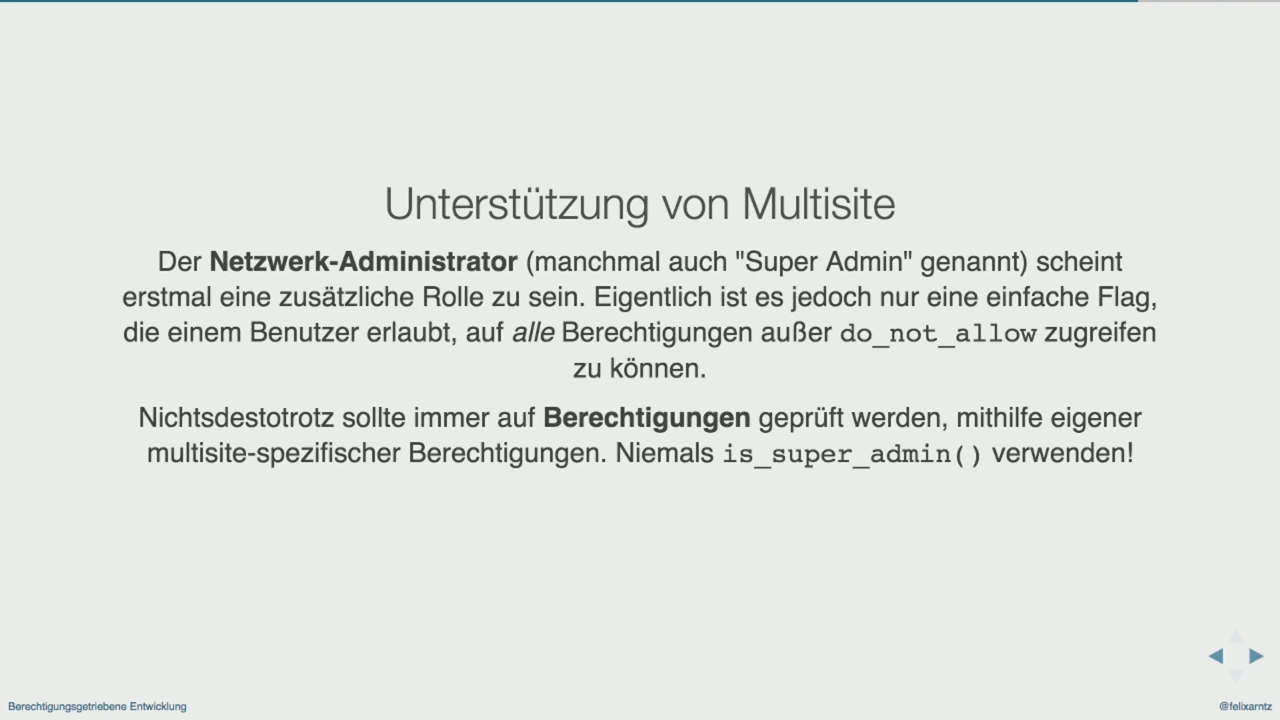 Unterstützung von Multisite
Der Netzwerk-Administrator (manchmal auch "Super Admin" genannt) scheint
erstmal eine zusätzliche Rolle zu sein. Eigentlich ist es jedoch nur eine einfache Flag,
die einem Benutzer erlaubt, auf alle Berechtigungen außer do_not_allow zugreifen
zu können.
Nichtsdestotrotz sollte immer auf Berechtigungen geprüft werden, mithilfe eigener
multisite-spezifischer Berechtigungen. Niemals is_super_admin() verwenden!
Berechtigungsgetriebene Entwicklung
@felixarntz